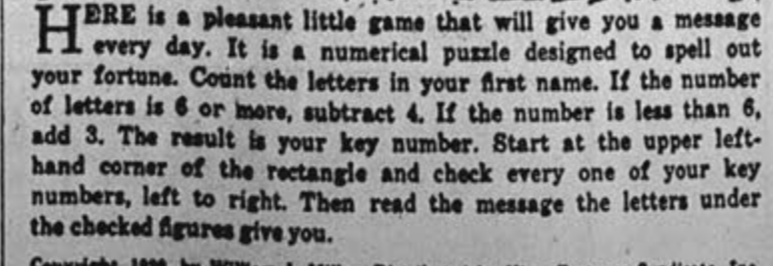 HERE is a pleasant little game that will give you a message
every day. It is a numerical puzzle designed to spell out
your fortune. Count the letters in your first name. If the number
of letters is 6 or more, subtract 4. If the number is less than 6,
add 3. The result is your key number. Start at the upper left-
hand corner of the rectangle and check every one of your key
numbers, left to right. Then read the message the letters under
the checked figures give you.
Copyright by